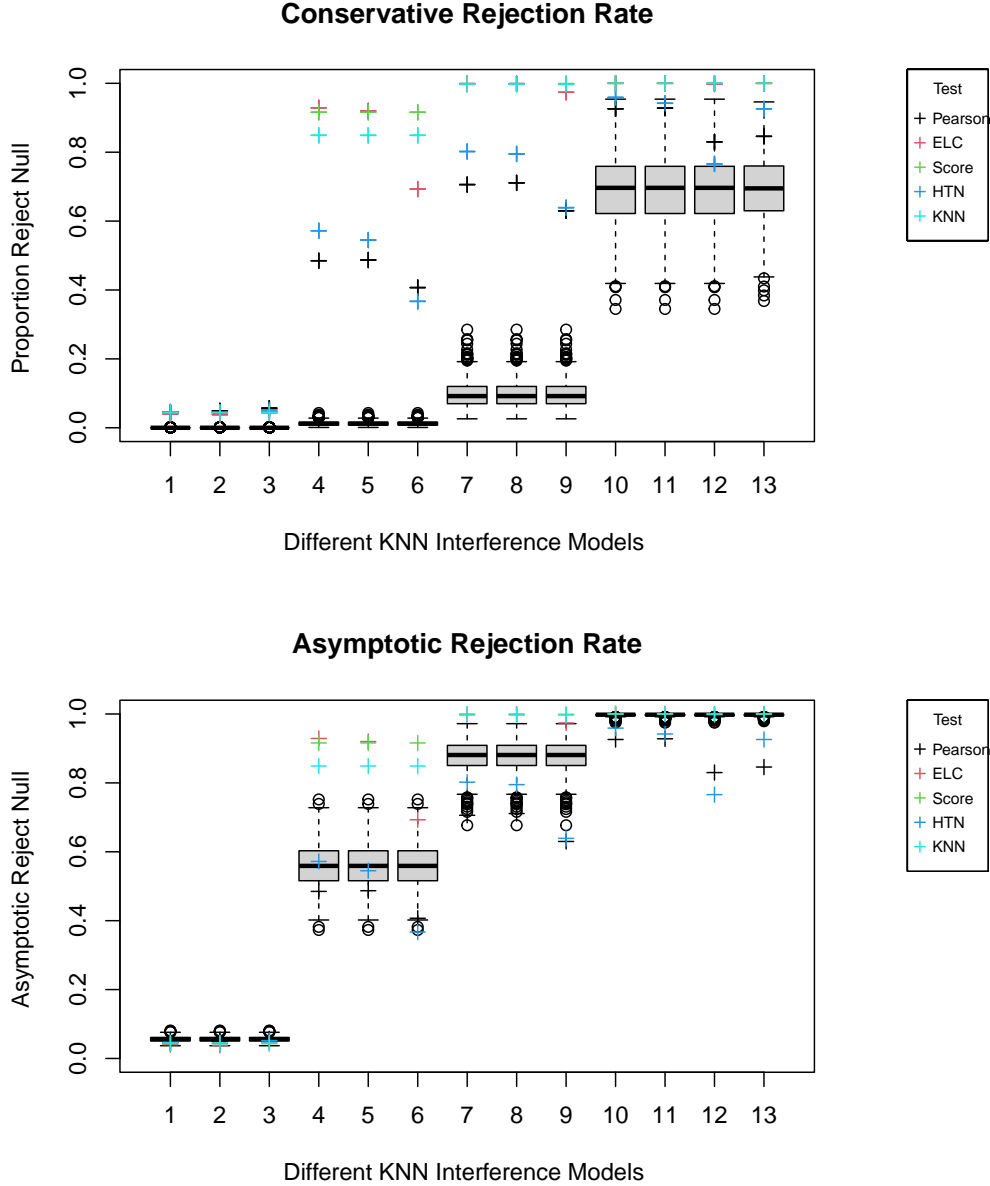 Conservative Rejection Rate
Proportion Reject Null
1.0
0.8
0.6
0.4
0.2
0.0
1 2 3 4 5 6 7 8 9 10 11 12 13
Different KNN Interference Models
Test
Pearson
ELC
Score
HTN
KNN
Asymptotic Rejection Rate
Asymptotic Reject Null
1.0
0.8
0.6
0.4
0.2
0.0
1 2 3 4 5 6 7 8 9 10 11 12 13
Different KNN Interference Models
Test
Pearson
ELC
Score
HTN
KNN